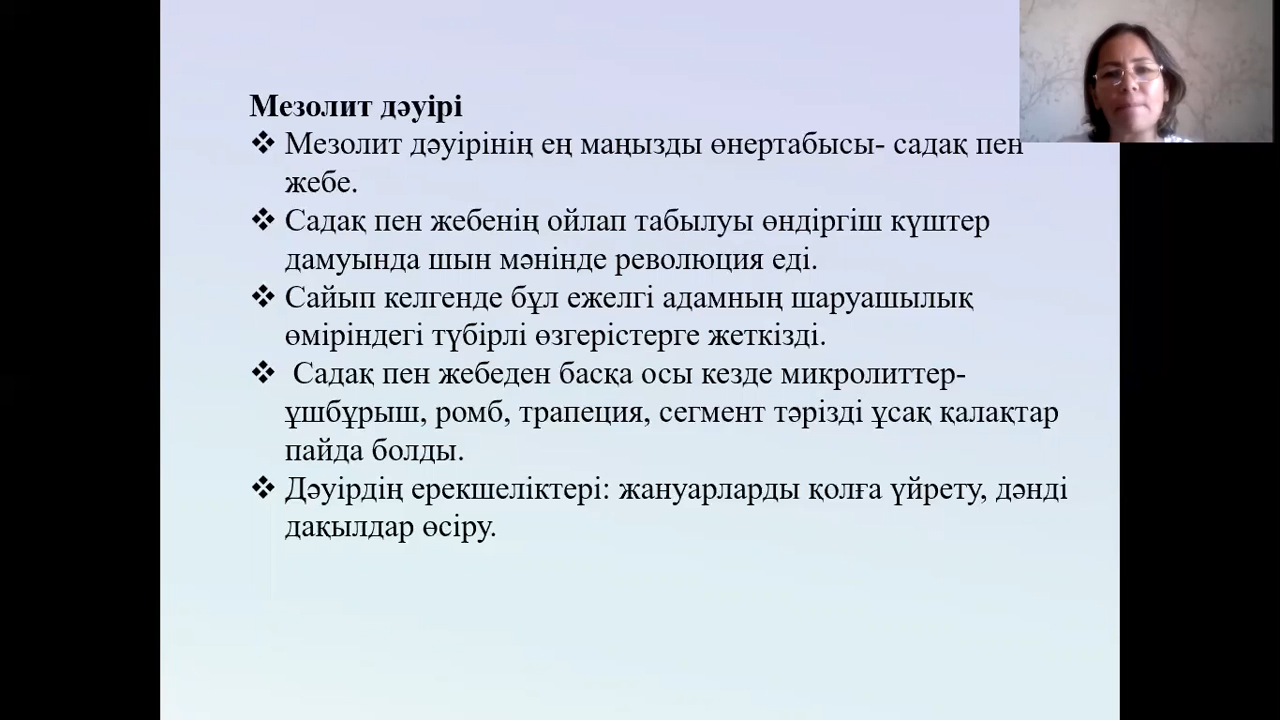 Мезолит дәуірі
❖ Мезолит дәуірінің ең маңызды өнертабысы- садақ пен
жебе.
❖ Садақ пен жебенің ойлап табылуы өндіргіш күштер
дамуында шын мәнінде революция еді.
❖ Сайып келгенде бұл ежелгі адамның шаруашылық
өміріндегі түбірлі өзгерістерге жеткізді.
❖ Садақ пен жебеден басқа осы кезде микролиттер-
ұшбұрыш, ромб, трапеция, сегмент тәрізді ұсақ қалақтар
пайда болды.
❖ Дәуірдің ерекшеліктері: жануарларды қолға үйрету, дәнді
дақылдар өсіру.